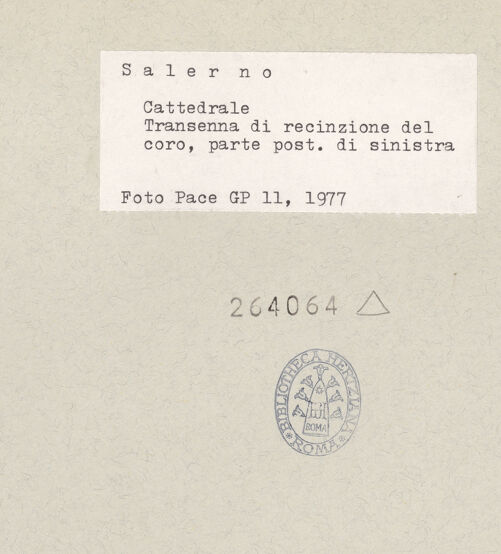 Salerno
Cattedrale
Transenna di recinzione del
coro, parte post. di sinistra
Foto Pace GP 11, 1977
264064
BIBLIOTHECA HERTZIANA
ROMA
ROMA